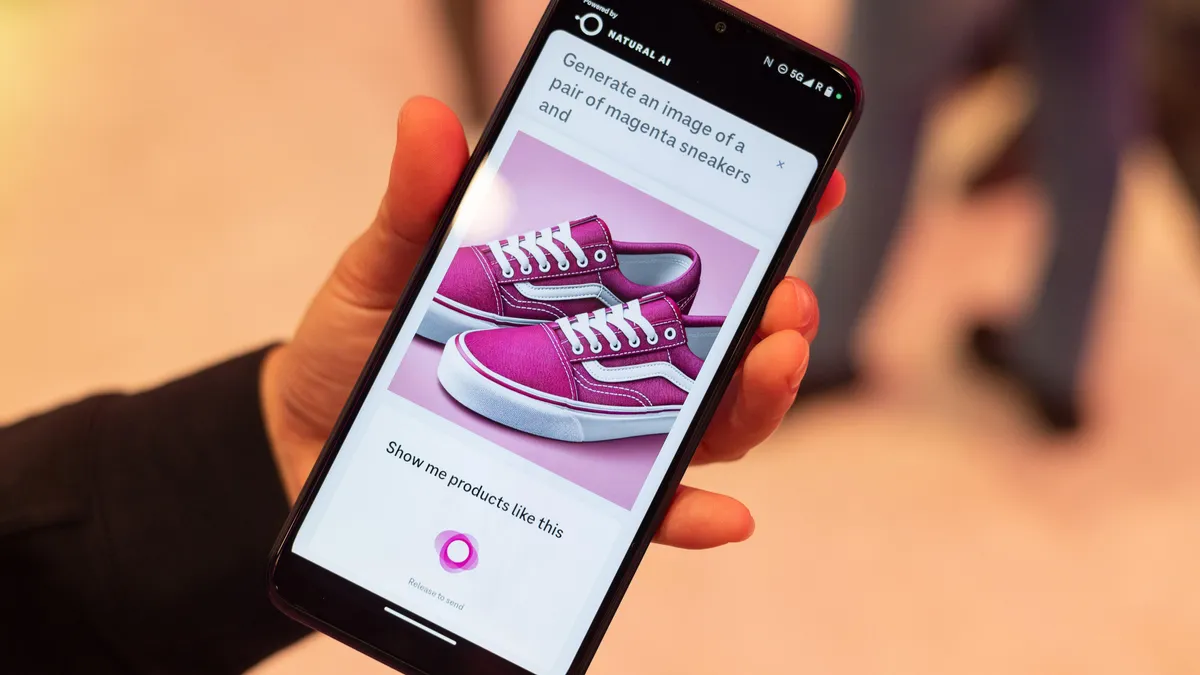 Powered by
NATURAL AI
N 5G R
Generate an image of a
pair of magenta sneakers
and
×
Show me products like this
Release to send